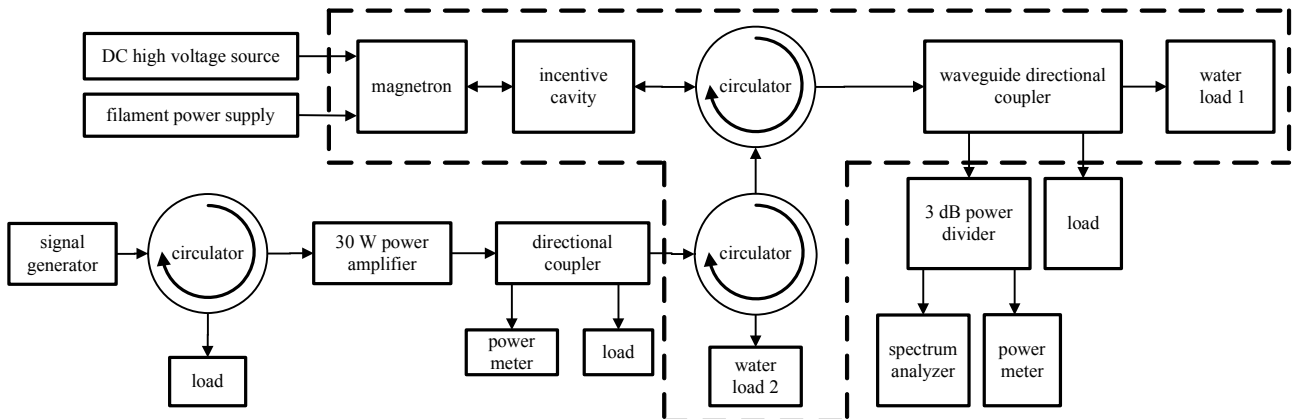 DC high voltage source
filament power supply
magnetron
incentive
cavity
circulator
waveguide directional
coupler
water
load 1
signal
generator
circulator
30 W power
amplifier
directional
coupler
circulator
3 dB power
divider
load
load
power
meter
load
water
load 2
spectrum
analyzer
power
meter